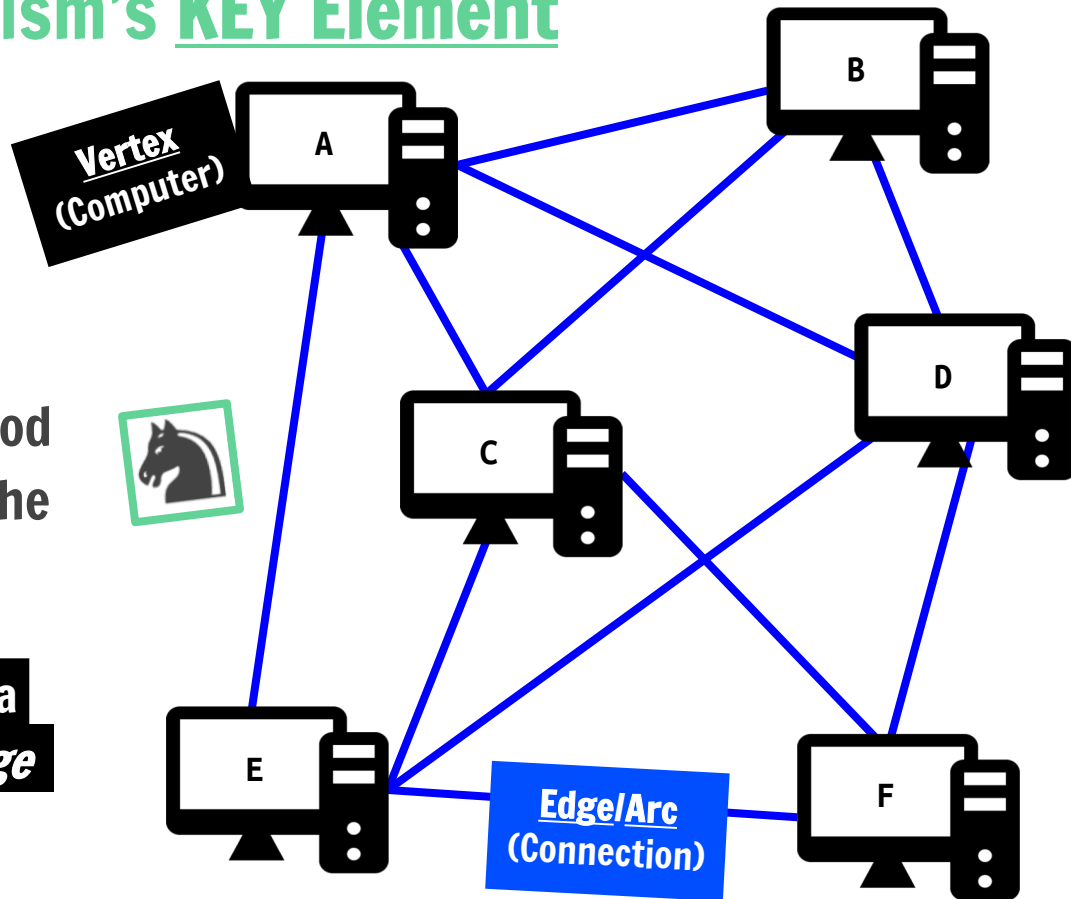 ism's KEY Element
B
A
Vertex
(Computer)
D
od
he
C
a
ge
E
F
Edge/Arc
(Connection)